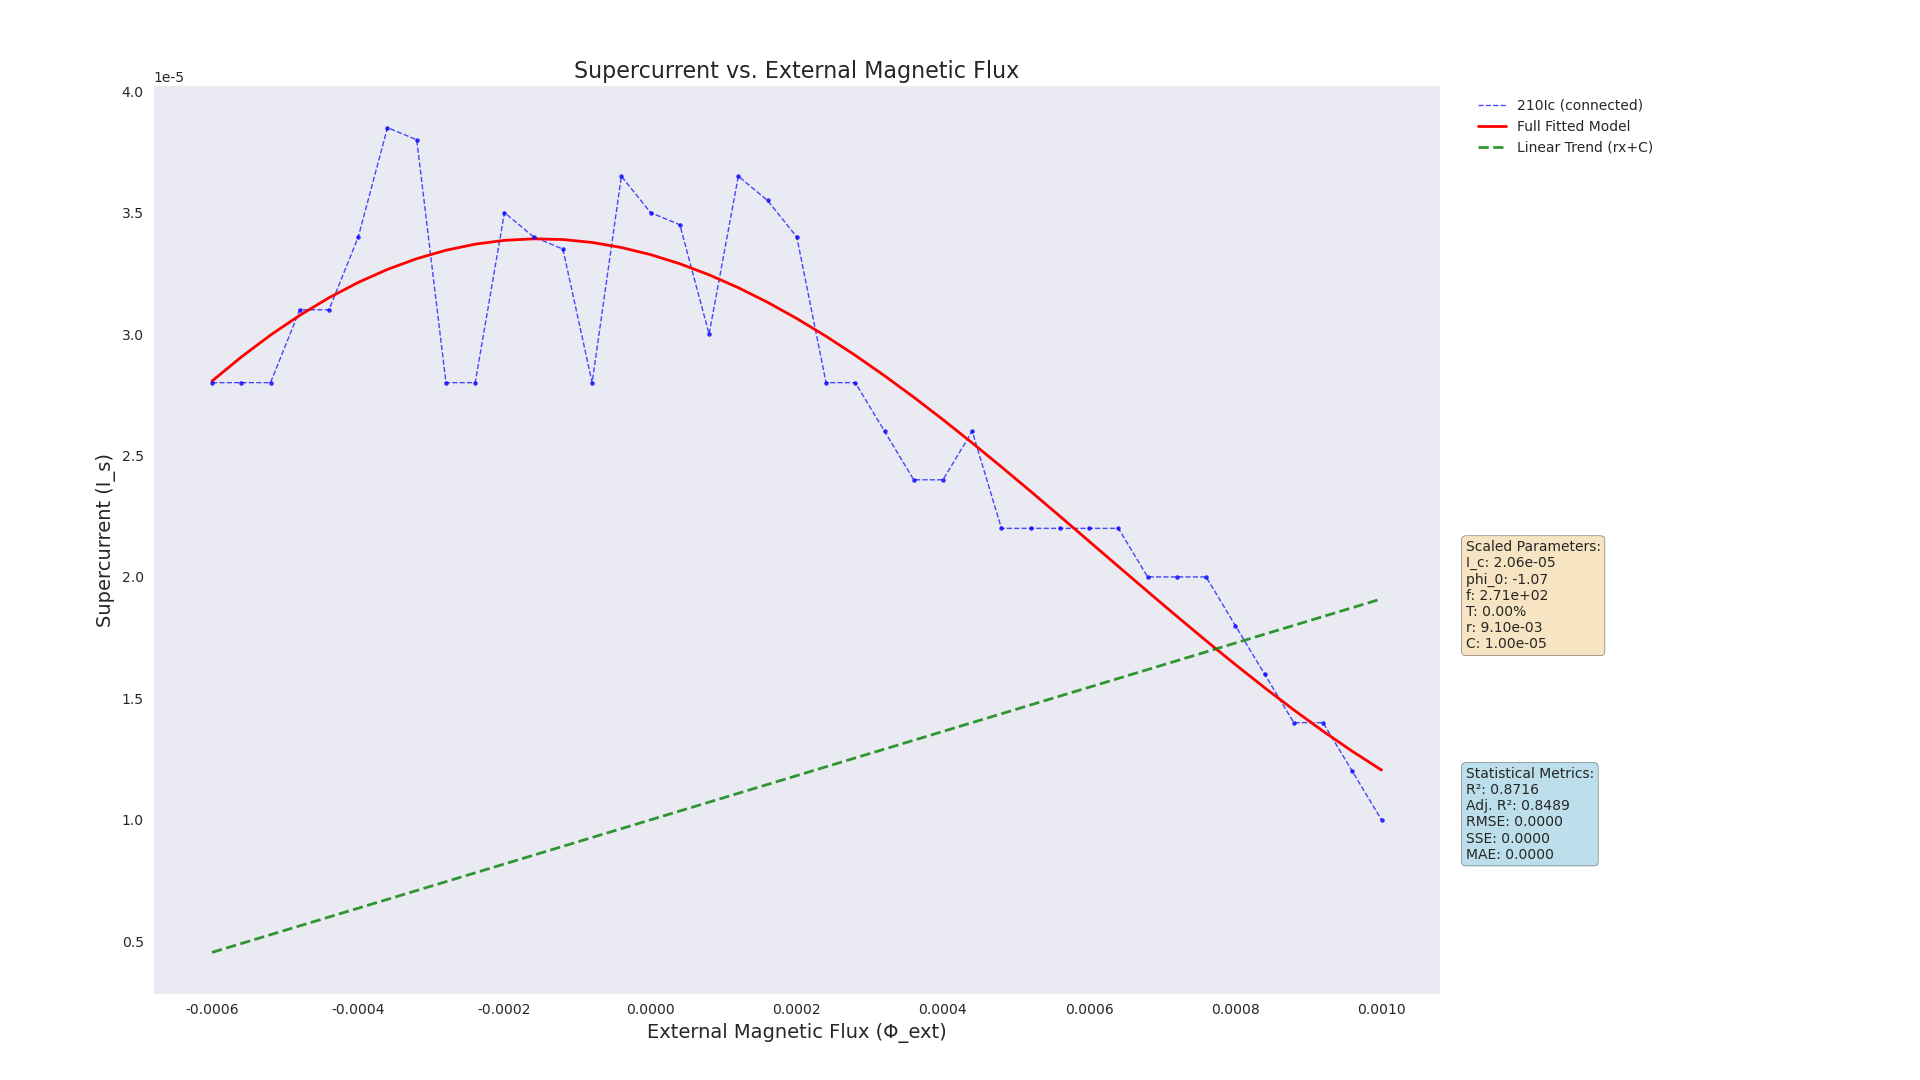 Supercurrent vs. External Magnetic Flux
1e-5
4.0
3.5
3.0
2.5
2.0
1.5
1.0
0.5
Supercurrent (I_s)
-0.0006
-0.0004
-0.0002
0.0000
0.0002
0.0004
0.0006
0.0008
0.0010
External Magnetic Flux (Φ_ext)
210Ic (connected)
Full Fitted Model
Linear Trend (rx+C)
Scaled Parameters:
I_c: 2.06e-05
phi_0: -1.07
f: 2.71e+02
T: 0.00%
r: 9.10e-03
C: 1.00e-05
Statistical Metrics:
R²: 0.8716
Adj. R²: 0.8489
RMSE: 0.0000
SSE: 0.0000
MAE: 0.0000